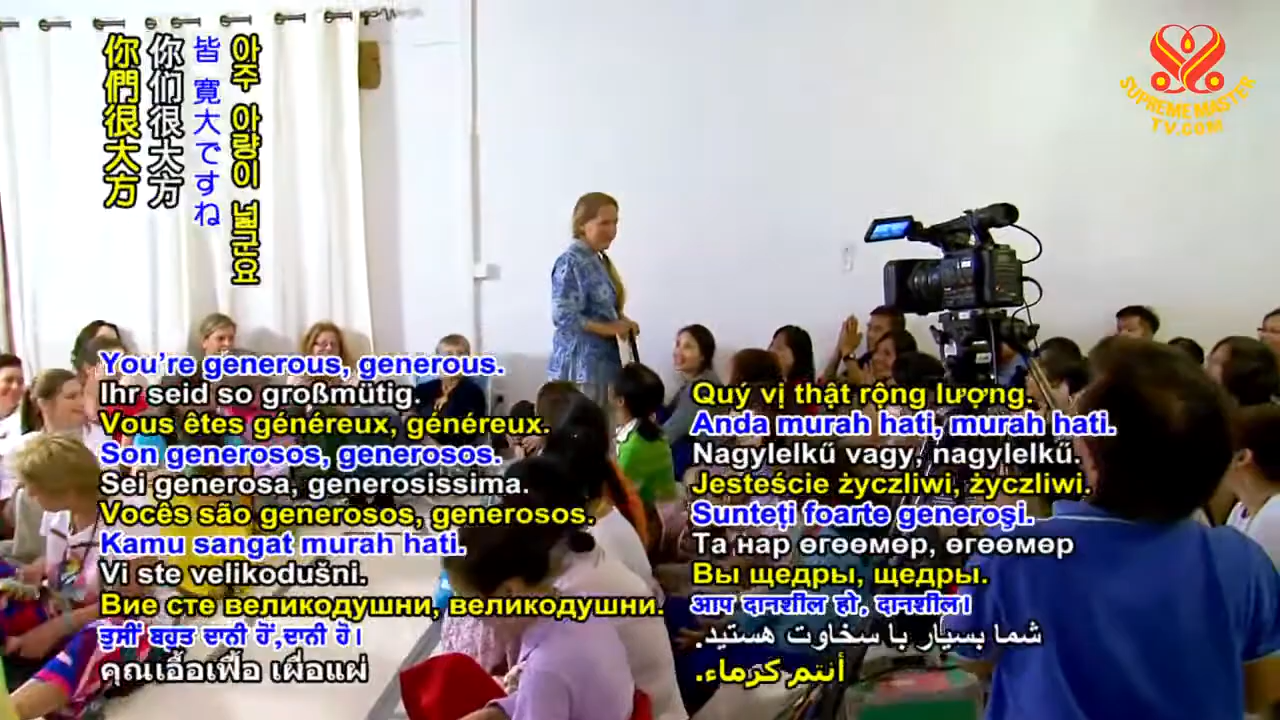 아주 아량이 넓군요
皆 寛大ですね
你们很大方
你們很大方
SUPREME MASTER
TV.COM
You're generous, generous.
Ihr seid so großmütig.
Vous êtes généreux, généreux.
Son generosos, generosos.
Sei generosa, generosissima.
Vocês são generosos, generosos.
Kamu sangat murah hati.
Vi ste velikodušni.
Вие сте великодушни, великодушни.
ਤੁਸੀਂ ਬਹੁਤ ਦਾਨੀ ਹੋਂ,ਦਾਨੀ ਹੋ।
คุณเอื้อเฟื้อ เผื่อแผ่
Quý vị thật rộng lượng.
Anda murah hati, murah hati.
Nagylelkű vagy, nagylelkű.
Jesteście życzliwi, życzliwi.
Sunteți foarte generoşi.
Та нар өгөөмөр, өгөөмөр
Вы щедры, щедры.
आप दानशील हो, दानशील।
شما بسیار با سخاوت هستید.
أنتم كرماء.